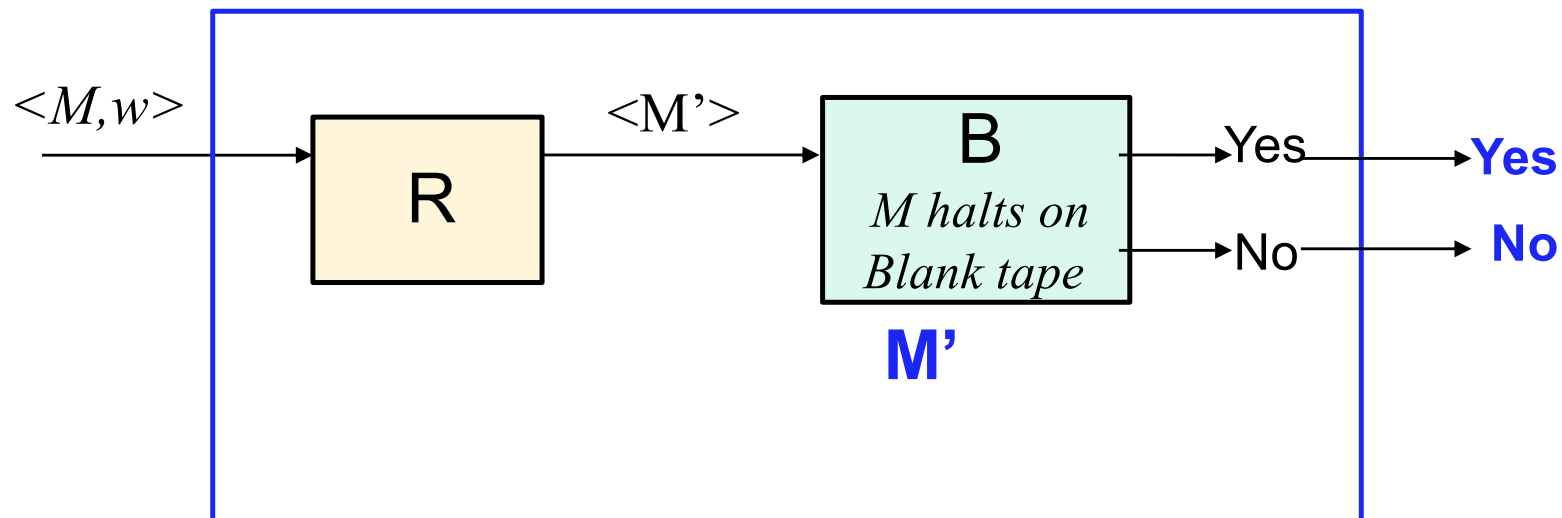 <M,w>
R
<M’>
B
M halts on
Blank tape
Yes
No
Yes
No
M’